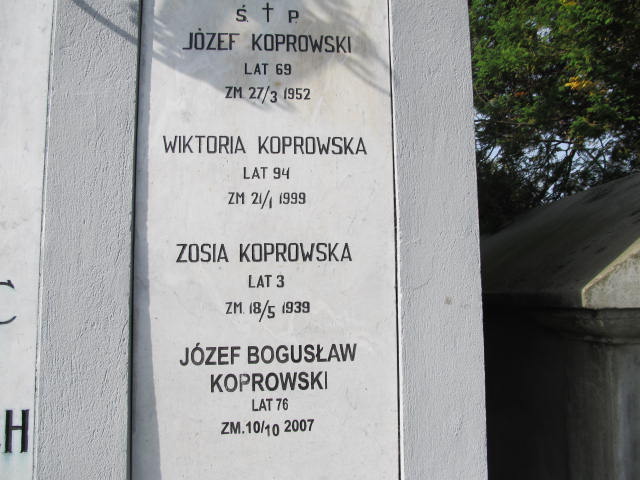 Ś. † P.
JÓZEF KOPROWSKI
LAT 69
ZM. 27/3 1952
WIKTORIA KOPROWSKA
LAT 94
ZM 21/1 1999
ZOSIA KOPROWSKA
LAT 3
ZM. 18/5 1939
JÓZEF BOGUSŁAW
KOPROWSKI
LAT 76
ZM.10/10 2007